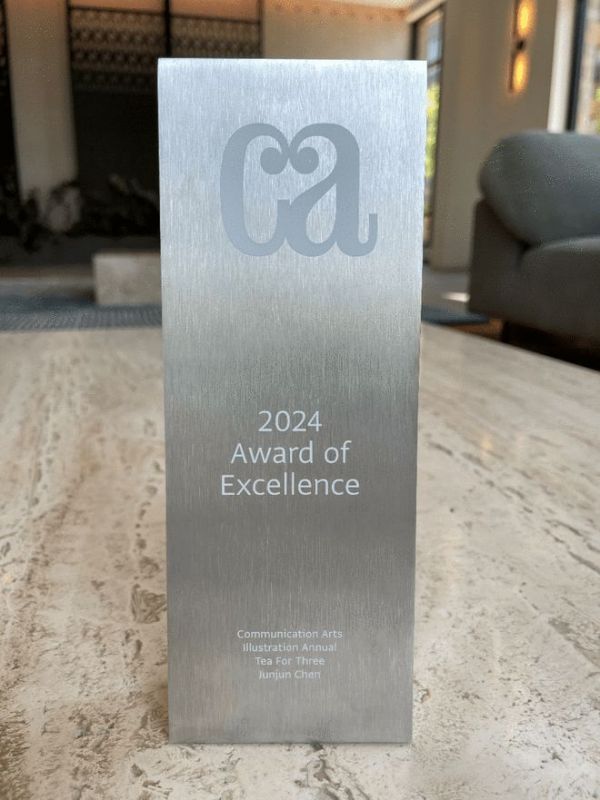 ca
2024
Award of
Excellence
Communication Arts
Illustration Annual
Tea For Three
Junjun Chen